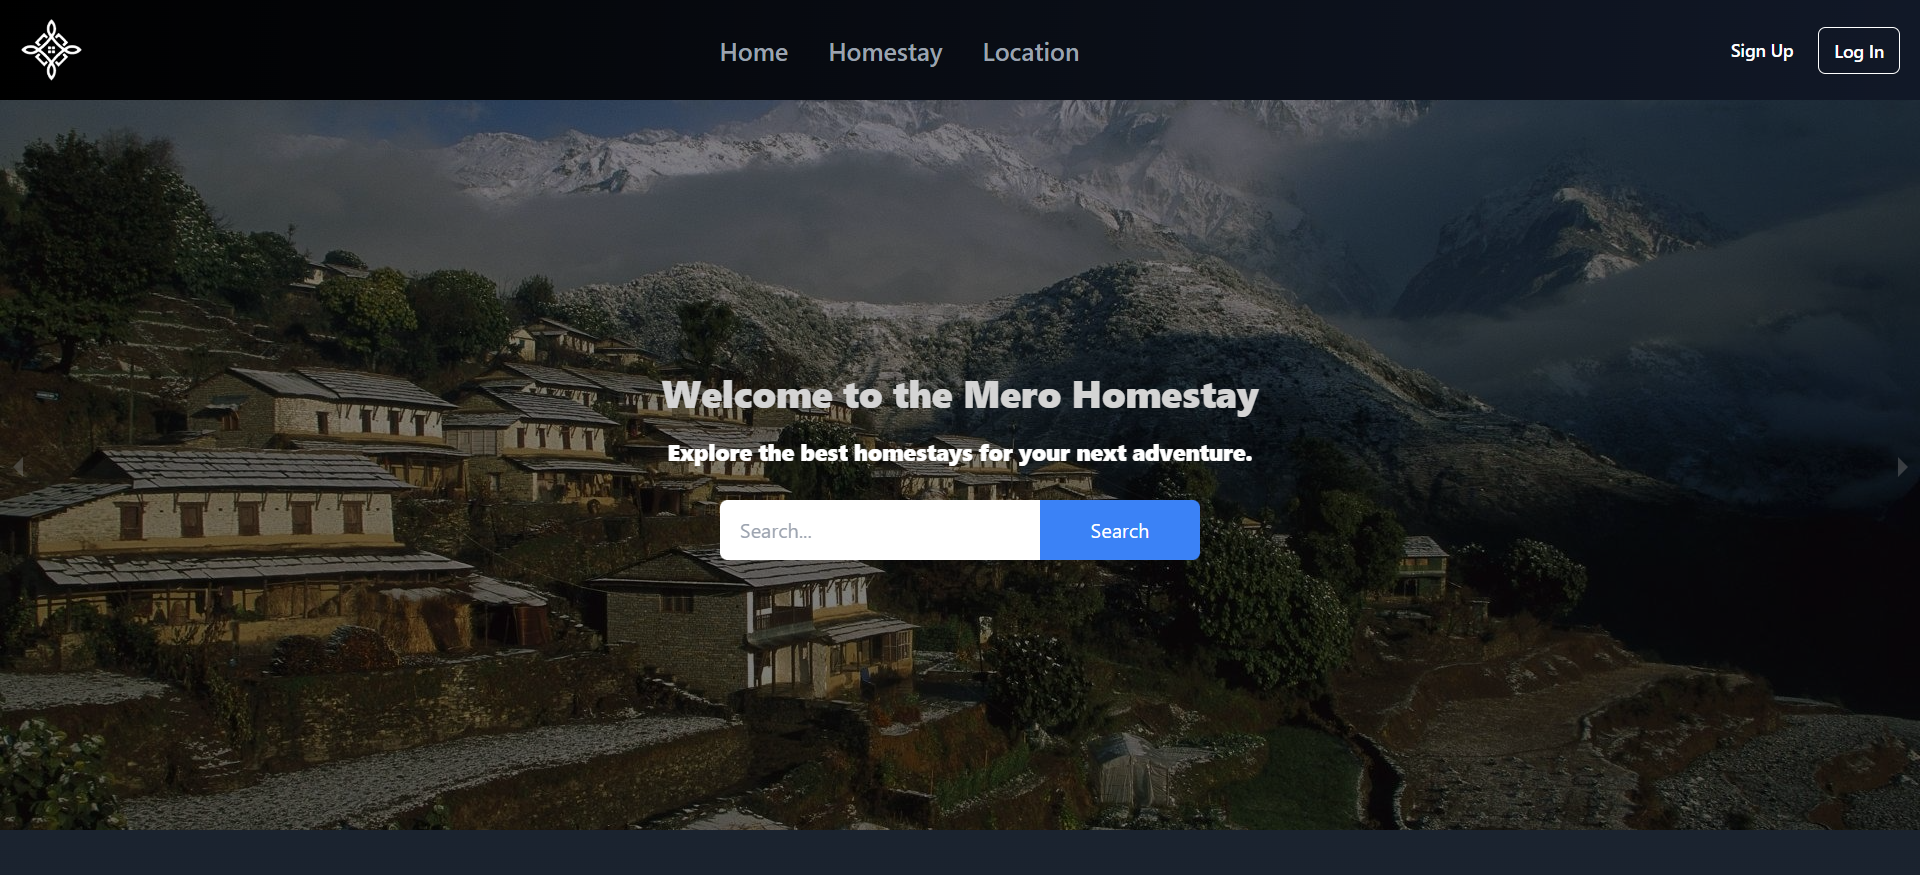 Home Homestay Location Sign Up Log In
Welcome to the Mero Homestay
Explore the best homestays for your next adventure.
Search... Search